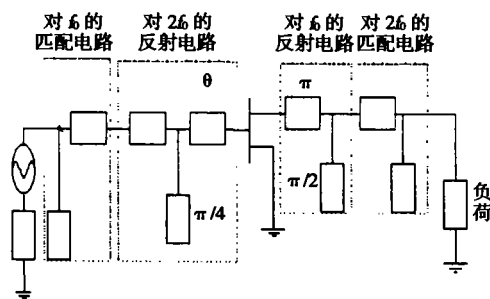 对 f₀ 的
匹配电路
对 2f₀ 的
反射电路
对 f₀ 的
反射电路
对 2f₀ 的
匹配电路
θ
π
π/2
π/4
负
荷